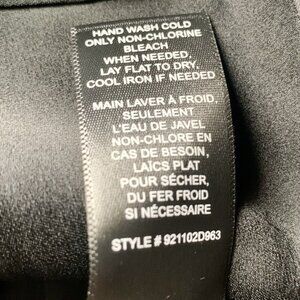 HAND WASH COLD
ONLY NON-CHLORINE
BLEACH
WHEN NEEDED,
LAY FLAT TO DRY,
COOL IRON IF NEEDED
MAIN LAVER À FROID,
SEULEMENT
L'EAU DE JAVEL
NON-CHLORE EN
CAS DE BESOIN,
LAÏCS PLAT
POUR SÉCHER,
DU FER FROID
SI NÉCESSAIRE
STYLE # 921102D963